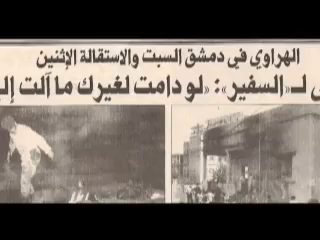 الهراوي في دمشق السبت والاستقالة الإثنين
لـ«السفير»: «لو دامت لغيرك ما آلت